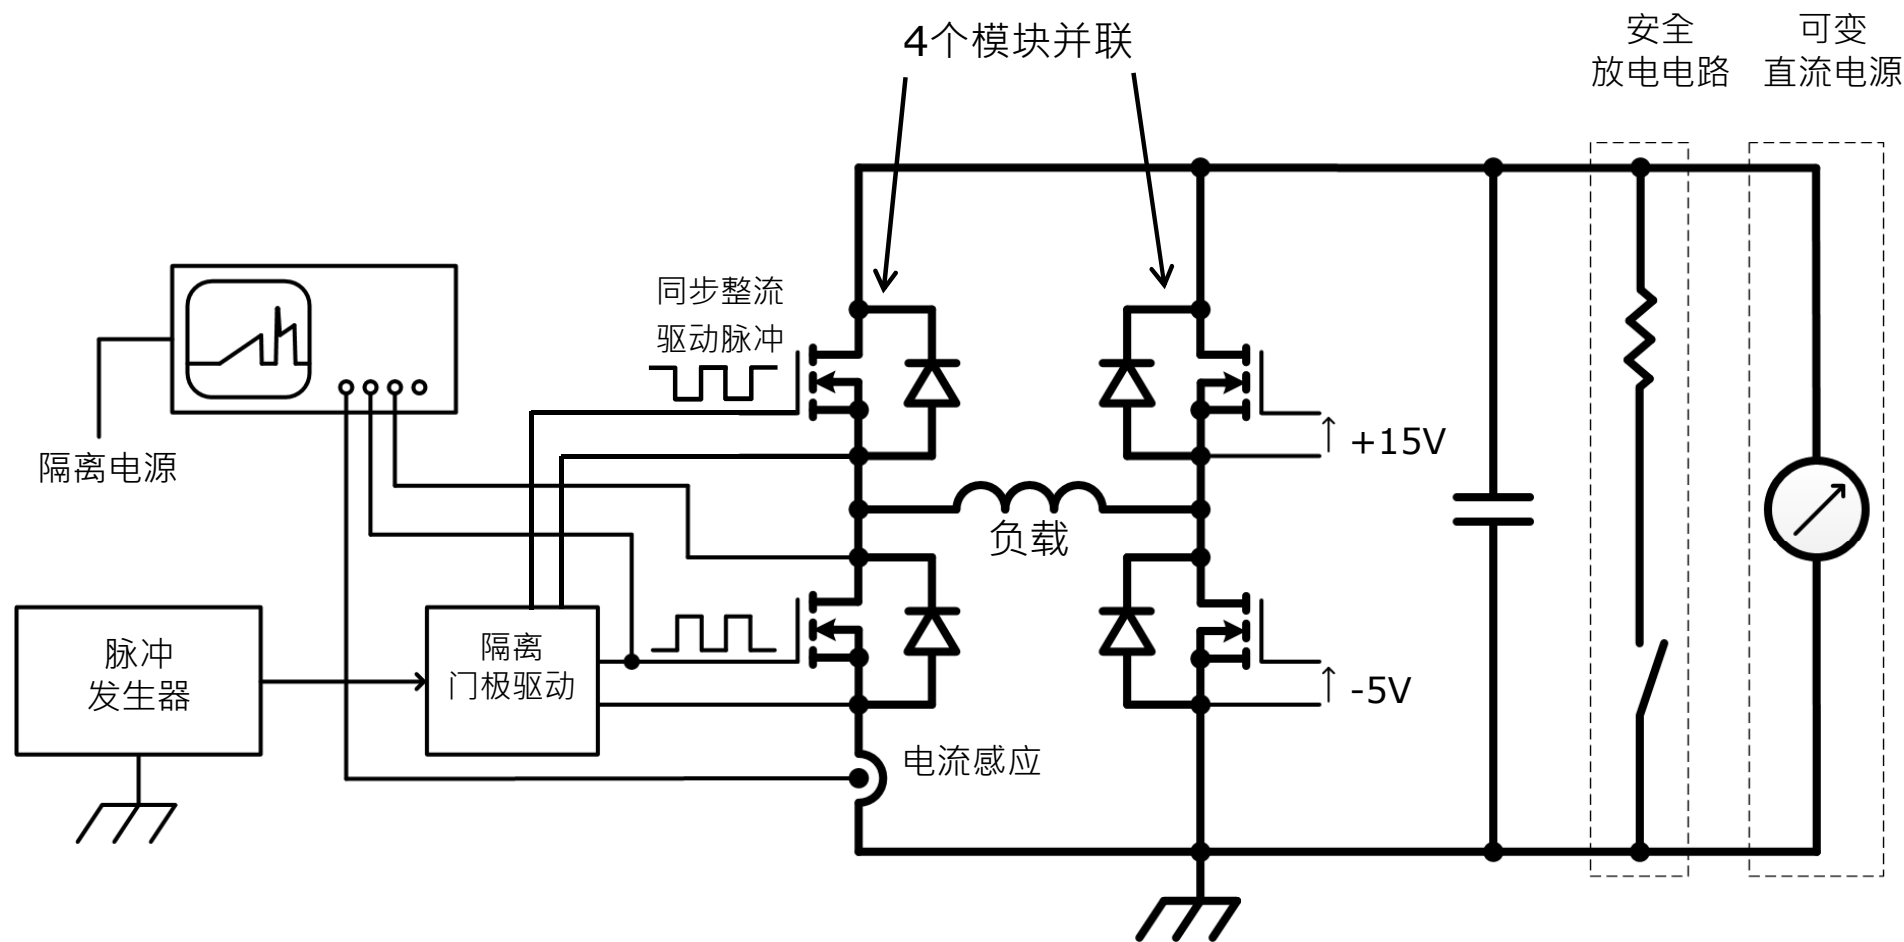 4个模块并联
安全
放电电路
可变
直流电源
同步整流
驱动脉冲
隔离电源
+15V
负载
脉冲
发生器
隔离
门极驱动
-5V
电流感应